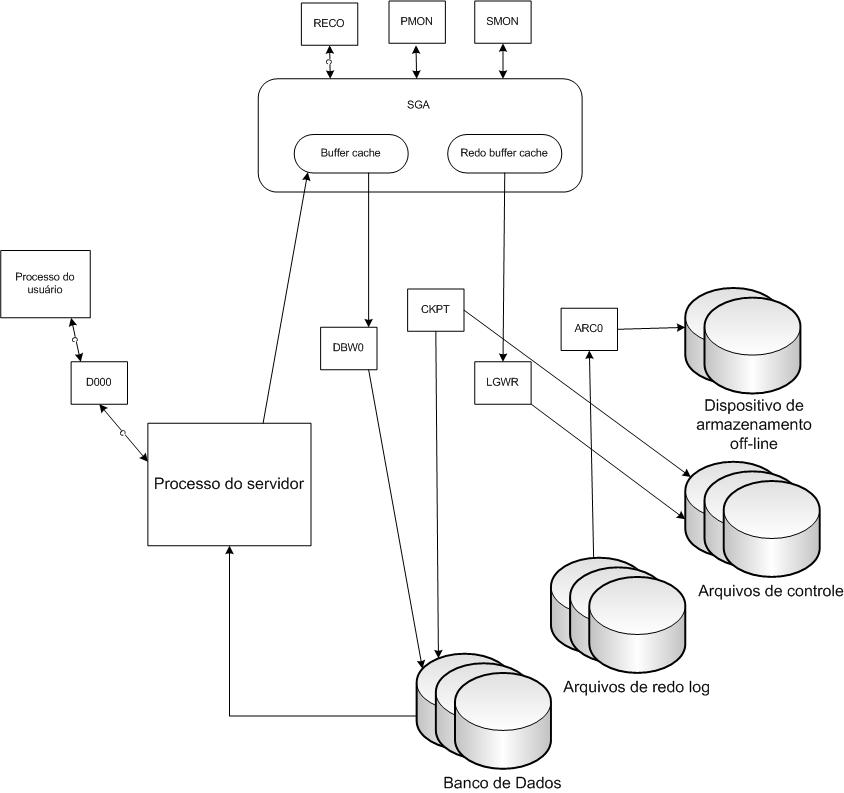 RECO
PMON
SMON
SGA
Buffer cache
Redo buffer cache
Processo do
usuário
CKPT
ARC0
DBW0
D000
LGWR
Dispositivo de
armazenamento
off-line
Processo do servidor
Arquivos de controle
Arquivos de redo log
Banco de Dados